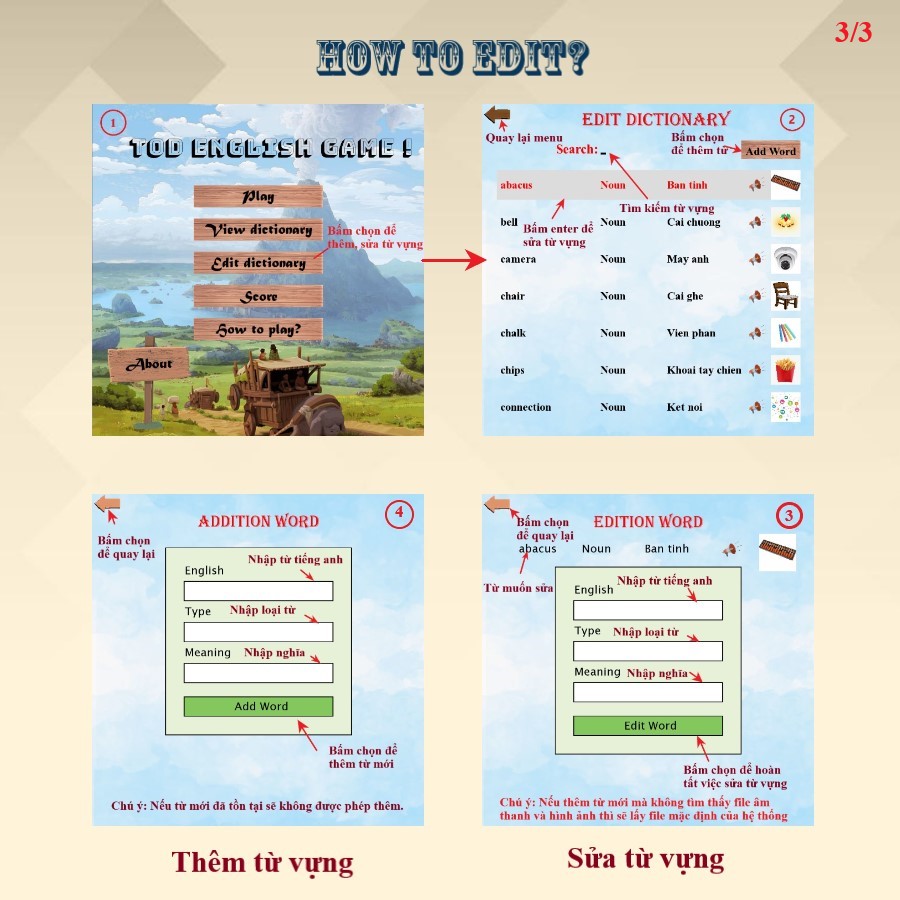 3/3
HOW TO EDIT?
1
TOD ENGLISH GAME !
Play
View dictionary
Bấm chọn để
thêm, sửa từ vựng
Edit dictionary
Score
How to play?
About
EDIT DICTIONARY
2
Quay lại menu
Bấm chọn
để thêm từ
Add Word
Search: _
abacus Noun Ban tinh
Tìm kiếm từ vựng
bell Noun Cai chuong
Bấm enter để
sửa từ vựng
camera Noun May anh
chair Noun Cai ghe
chalk Noun Vien phan
chips Noun Khoai tay chien
connection Noun Ket noi
ADDITION WORD
4
Bấm chọn
để quay lại
Nhập từ tiếng anh
English
Type Nhập loại từ
Meaning Nhập nghĩa
Add Word
Bấm chọn để
thêm từ mới
Chú ý: Nếu từ mới đã tồn tại sẽ không được phép thêm.
Thêm từ vựng
EDITION WORD
3
Bấm chọn
để quay lại
abacus Noun Ban tinh
Từ muốn sửa
Nhập từ tiếng anh
English
Type Nhập loại từ
Meaning Nhập nghĩa
Edit Word
Bấm chọn để hoàn
tất việc sửa từ vựng
Chú ý: Nếu thêm từ mới mà không tìm thấy file âm
thanh và hình ảnh thì sẽ lấy file mặc định của hệ thống
Sửa từ vựng